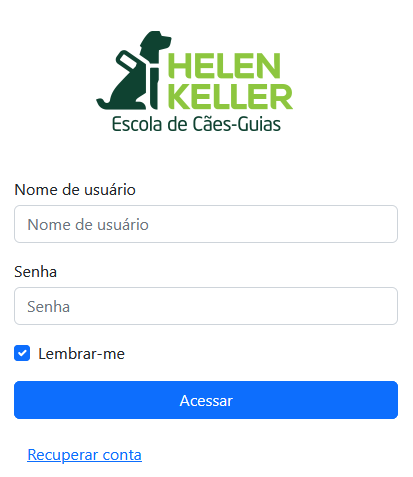 HELEN
KELLER
Escola de Cães-Guias
Nome de usuário
Nome de usuário
Senha
Senha
Lembrar-me
Acessar
Recuperar conta